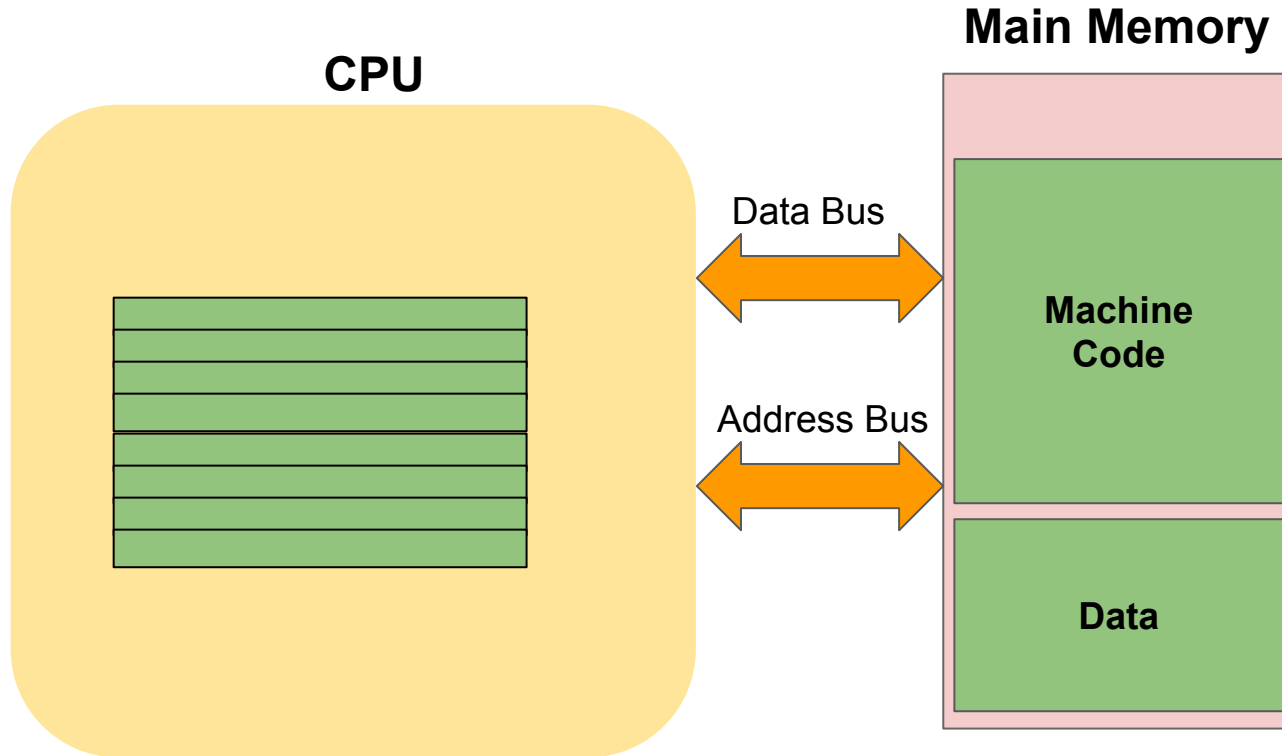 Main Memory
CPU
Data Bus
Machine
Code
Address Bus
Data